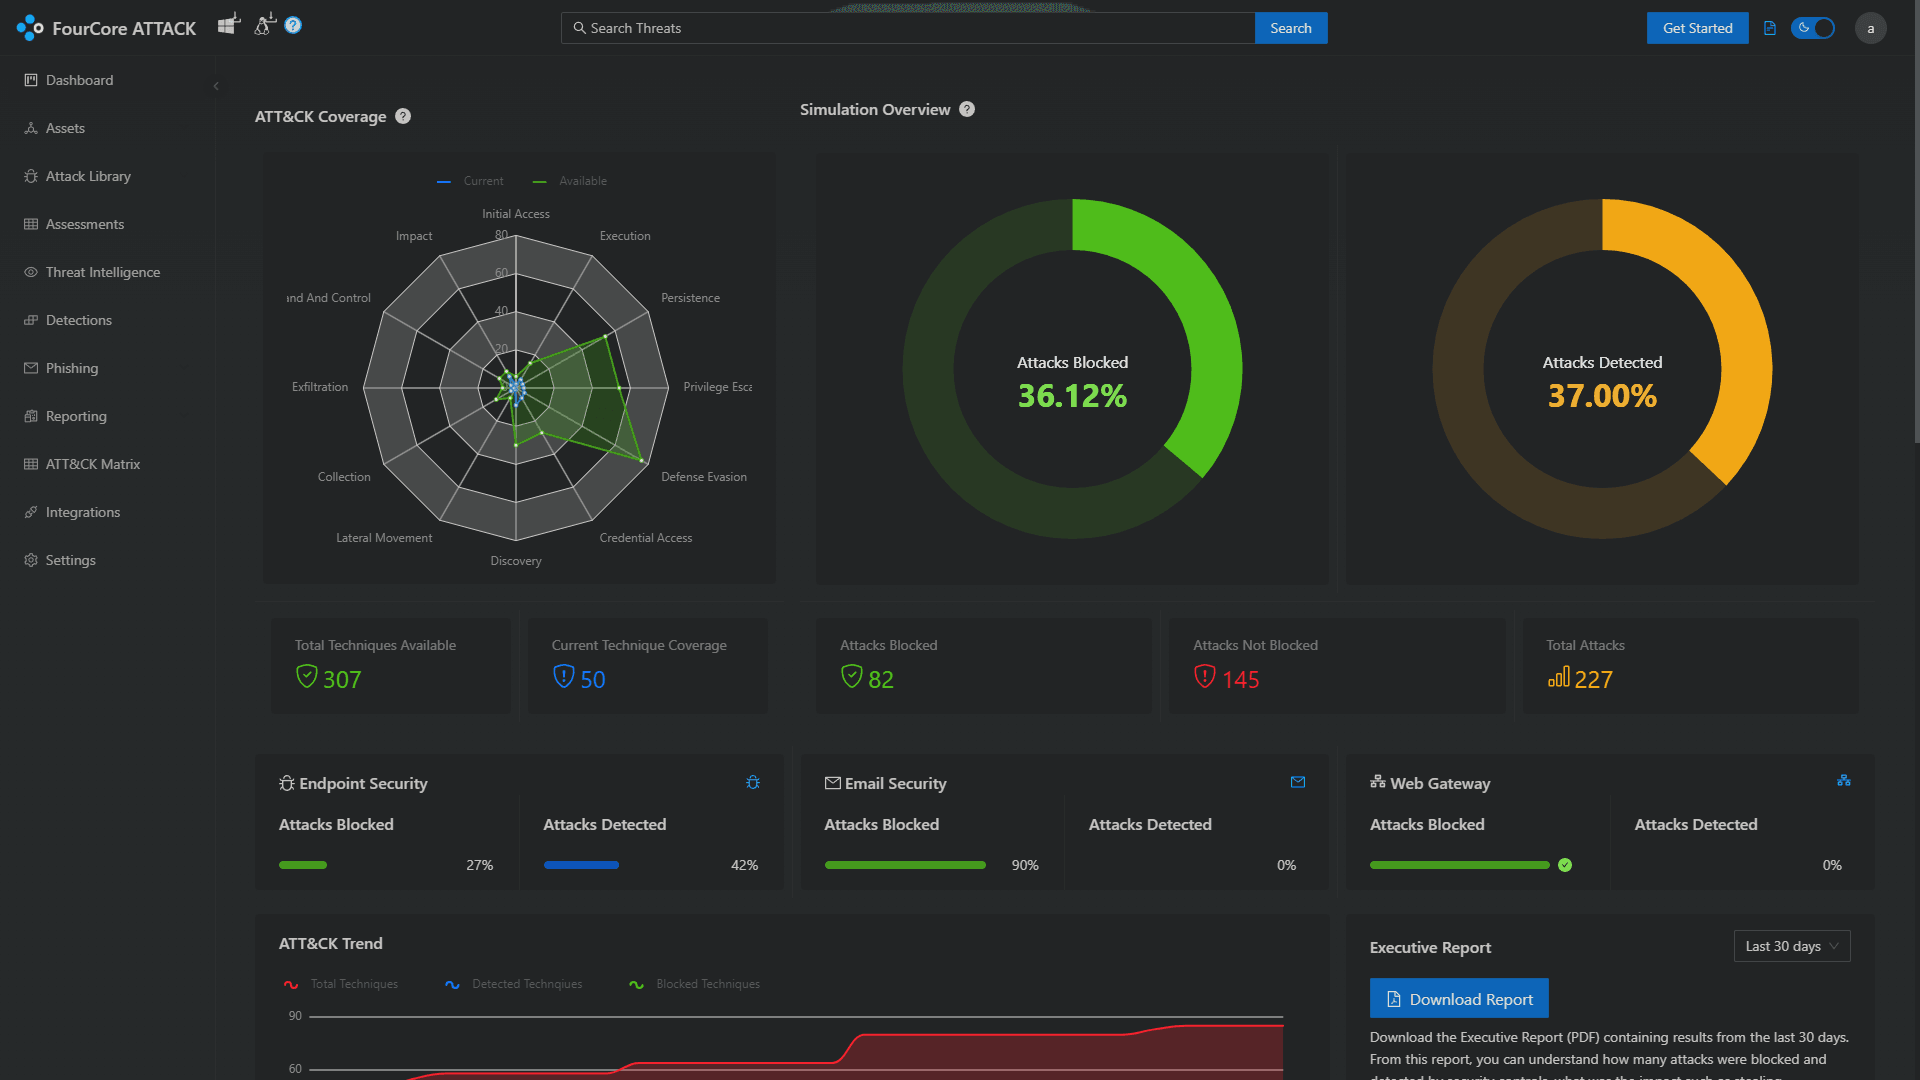 FourCore ATTACK
Search Threats
Search
Get Started
a
Dashboard
Assets
Attack Library
Assessments
Threat Intelligence
Detections
Phishing
Reporting
ATT&CK Matrix
Integrations
Settings
ATT&CK Coverage
Current
Available
Initial Access
Execution
Persistence
Privilege Esca
Defense Evasion
Credential Access
Discovery
Lateral Movement
Collection
Exfiltration
and And Control
Impact
80
60
40
20
Simulation Overview
Attacks Blocked
36.12%
Attacks Detected
37.00%
Total Techniques Available
307
Current Technique Coverage
50
Attacks Blocked
82
Attacks Not Blocked
145
Total Attacks
227
Endpoint Security
Attacks Blocked
27%
Attacks Detected
42%
Email Security
Attacks Blocked
90%
Attacks Detected
0%
Web Gateway
Attacks Blocked
Attacks Detected
0%
ATT&CK Trend
Total Techniques
Detected Technqiues
Blocked Techniques
90
60
Executive Report
Last 30 days
Download Report
Download the Executive Report (PDF) containing results from the last 30 days.
From this report, you can understand how many attacks were blocked and